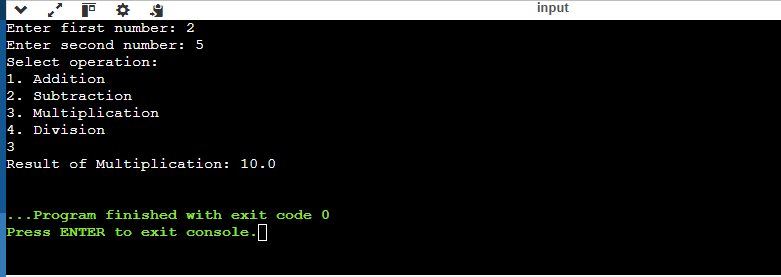 input
Enter first number: 2
Enter second number: 5
Select operation:
1. Addition
2. Subtraction
3. Multiplication
4. Division
3
Result of Multiplication: 10.0
...Program finished with exit code 0
Press ENTER to exit console.